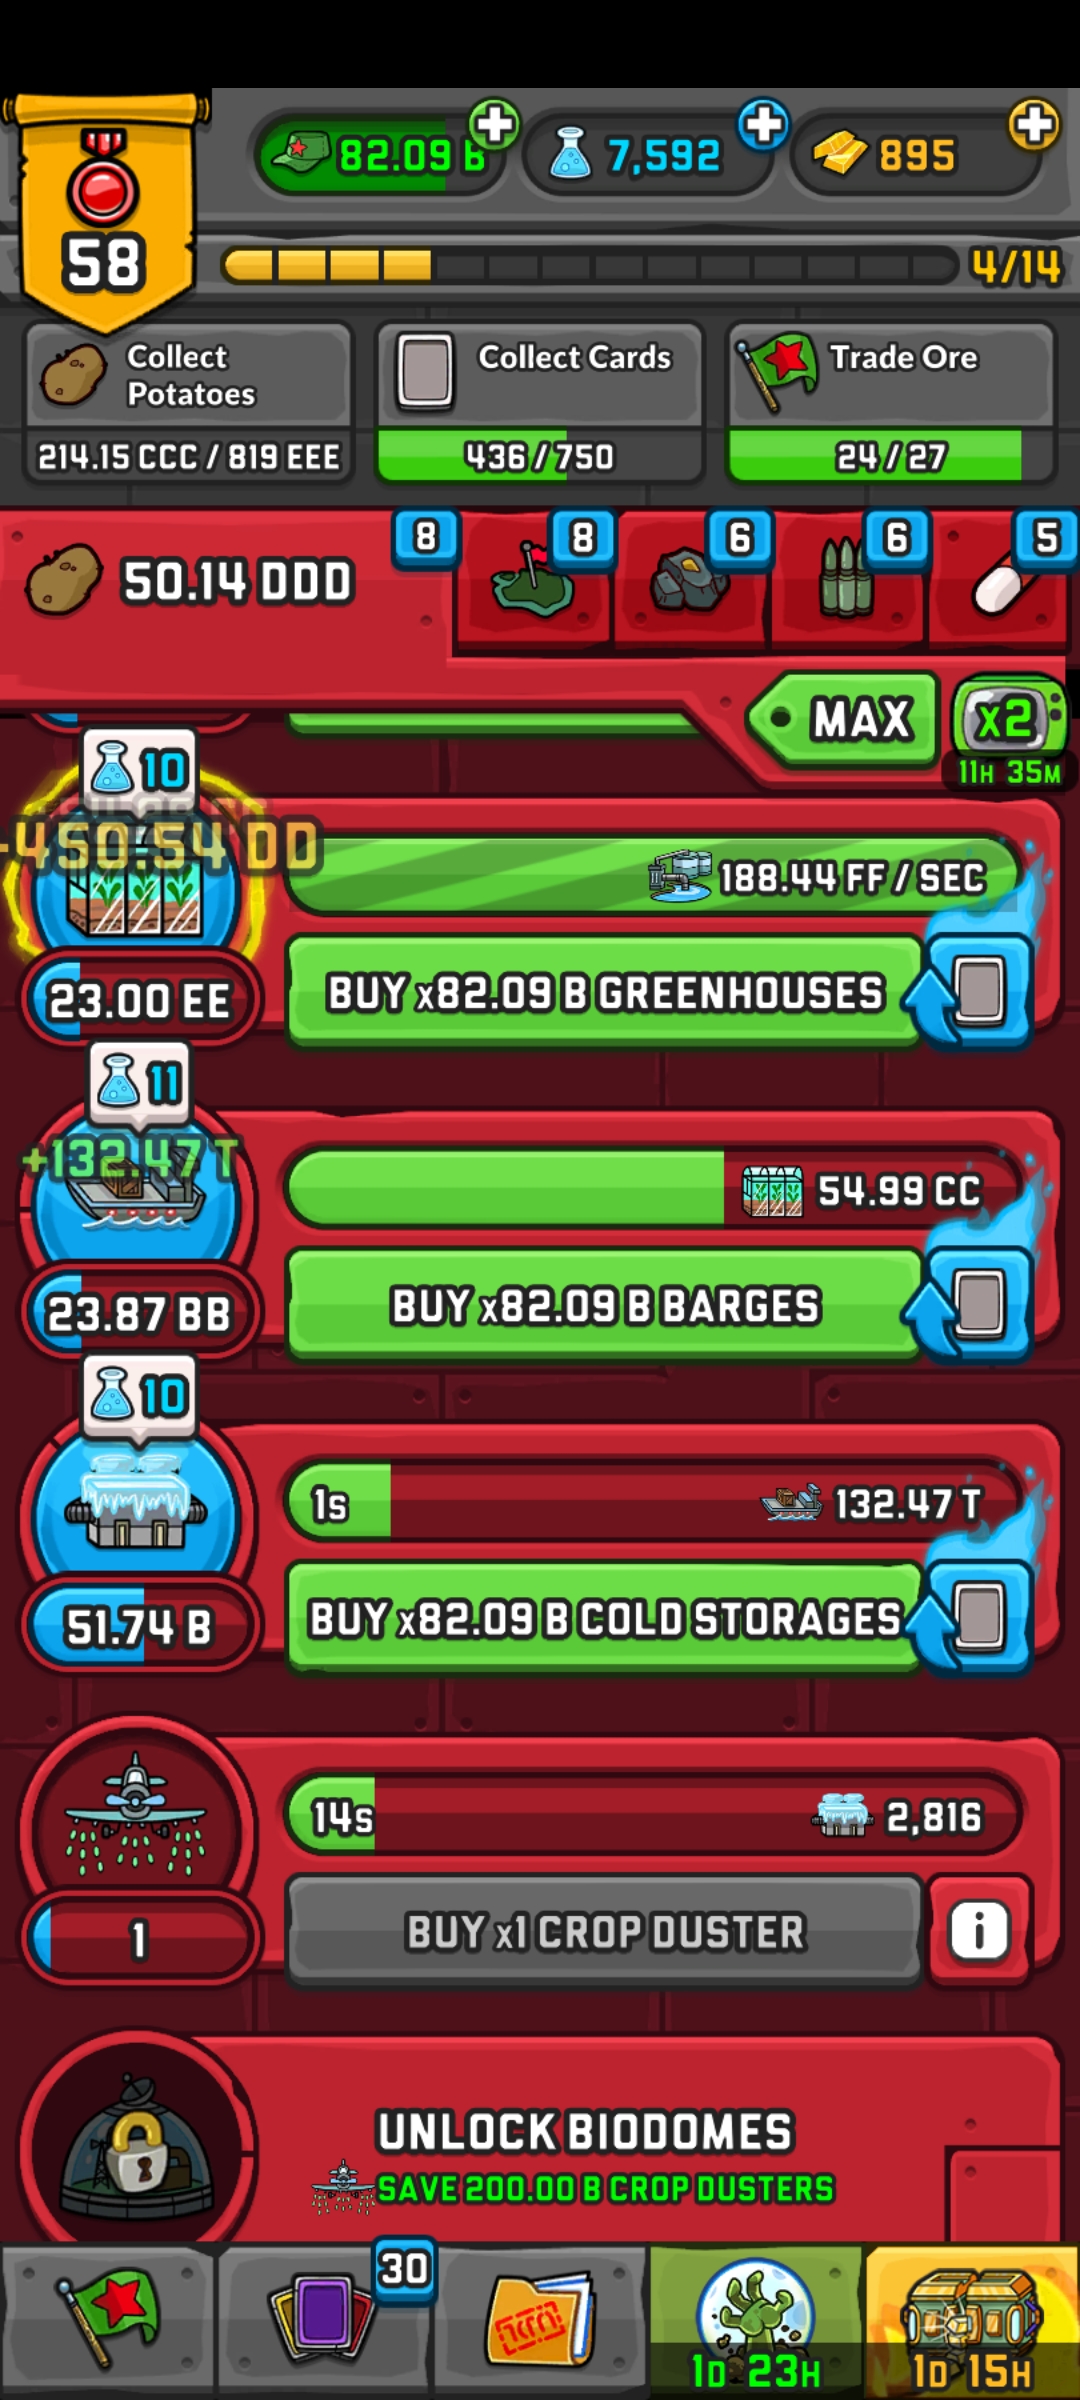 82.09 B
7,592
895
58
4/14
Collect
Potatoes
Collect Cards
Trade Ore
214.15 CCC / 819 EEE
436 / 750
24 / 27
8
8
6
6
5
50.14 DDD
MAX
x2
11H 35M
10
-450.54 DD
188.44 FF / SEC
23.00 EE
BUY x82.09 B GREENHOUSES
11
+132.47 T
54.99 CC
23.87 BB
BUY x82.09 B BARGES
10
1s
132.47 T
51.74 B
BUY x82.09 B COLD STORAGES
14s
2,816
1
BUY x1 CROP DUSTER
i
UNLOCK BIODOMES
SAVE 200.00 B CROP DUSTERS
30
1D 23H
1D 15H